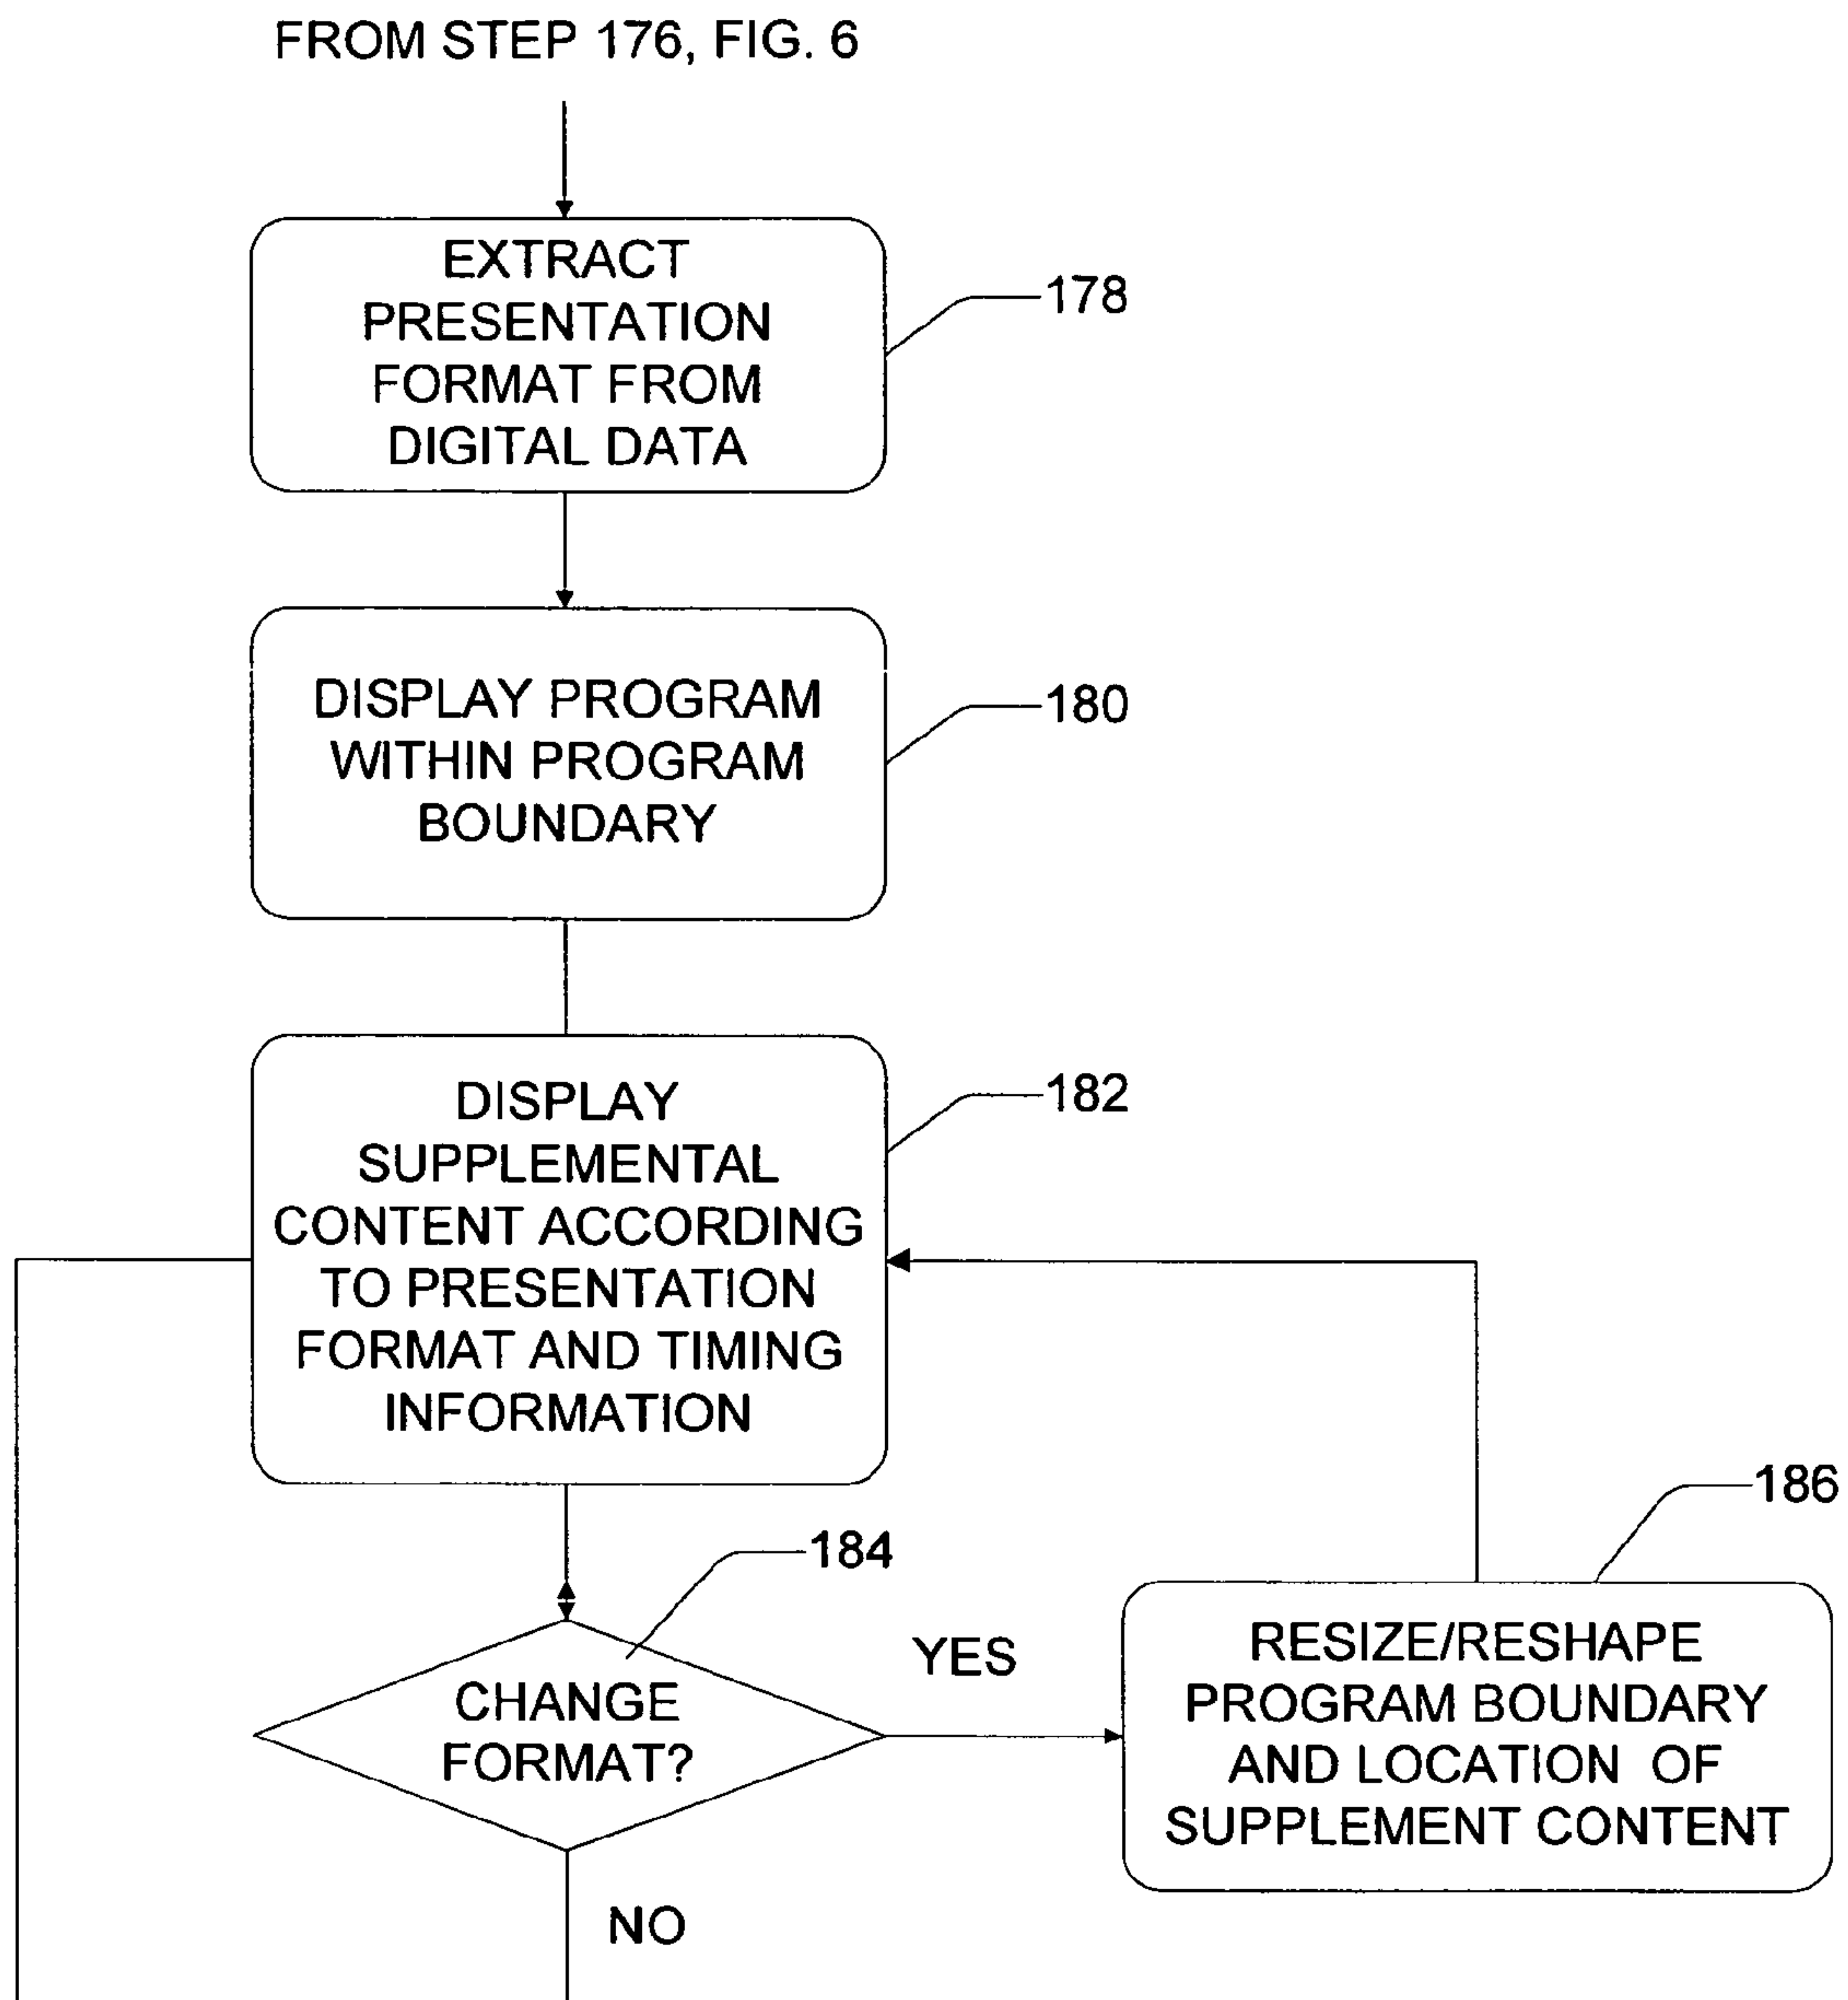 FROM STEP 176, FIG. 6
EXTRACT
PRESENTATION
FORMAT FROM
DIGITAL DATA
178
DISPLAY PROGRAM
WITHIN PROGRAM
BOUNDARY
180
DISPLAY
SUPPLEMENTAL
CONTENT ACCORDING
TO PRESENTATION
FORMAT AND TIMING
INFORMATION
182
184
CHANGE
FORMAT?
YES
NO
186
RESIZE/RESHAPE
PROGRAM BOUNDARY
AND LOCATION OF
SUPPLEMENT CONTENT